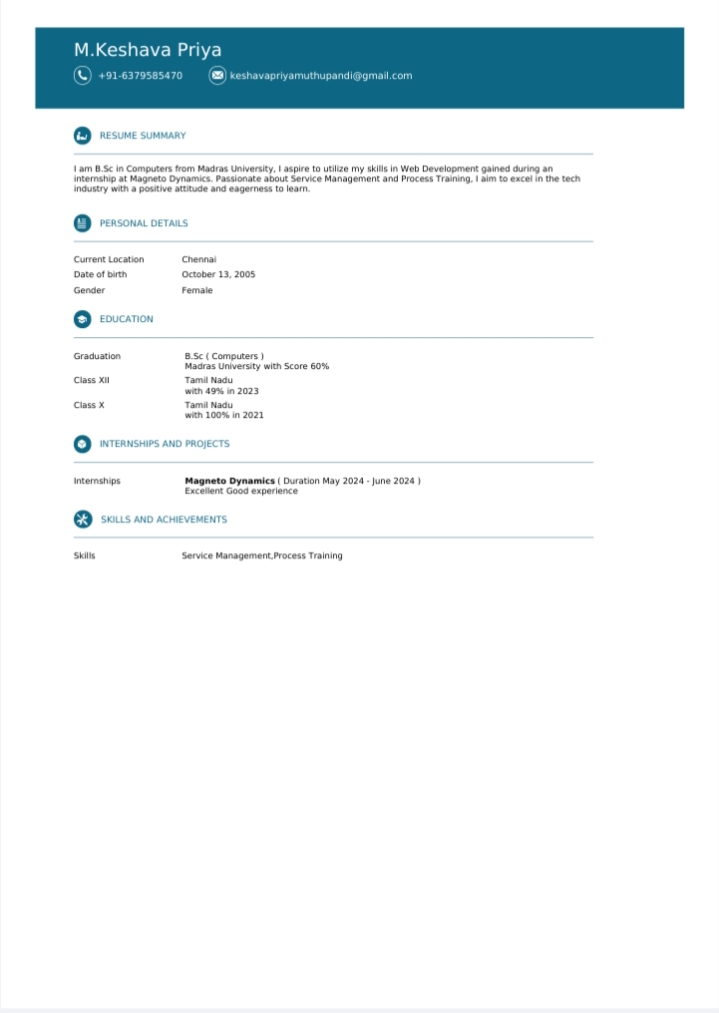 M.Keshava Priya
+91-6379585470 keshavapriyamuthupandi@gmail.com
RESUME SUMMARY
I am B.Sc in Computers from Madras University, I aspire to utilize my skills in Web Development gained during an
internship at Magneto Dynamics. Passionate about Service Management and Process Training, I aim to excel in the tech
industry with a positive attitude and eagerness to learn.
PERSONAL DETAILS
Current Location Chennai
Date of birth October 13, 2005
Gender Female
EDUCATION
Graduation B.Sc ( Computers )
Madras University with Score 60%
Class XII Tamil Nadu
with 49% in 2023
Class X Tamil Nadu
with 100% in 2021
INTERNSHIPS AND PROJECTS
Internships Magneto Dynamics ( Duration May 2024 - June 2024 )
Excellent Good experience
SKILLS AND ACHIEVEMENTS
Skills Service Management,Process Training